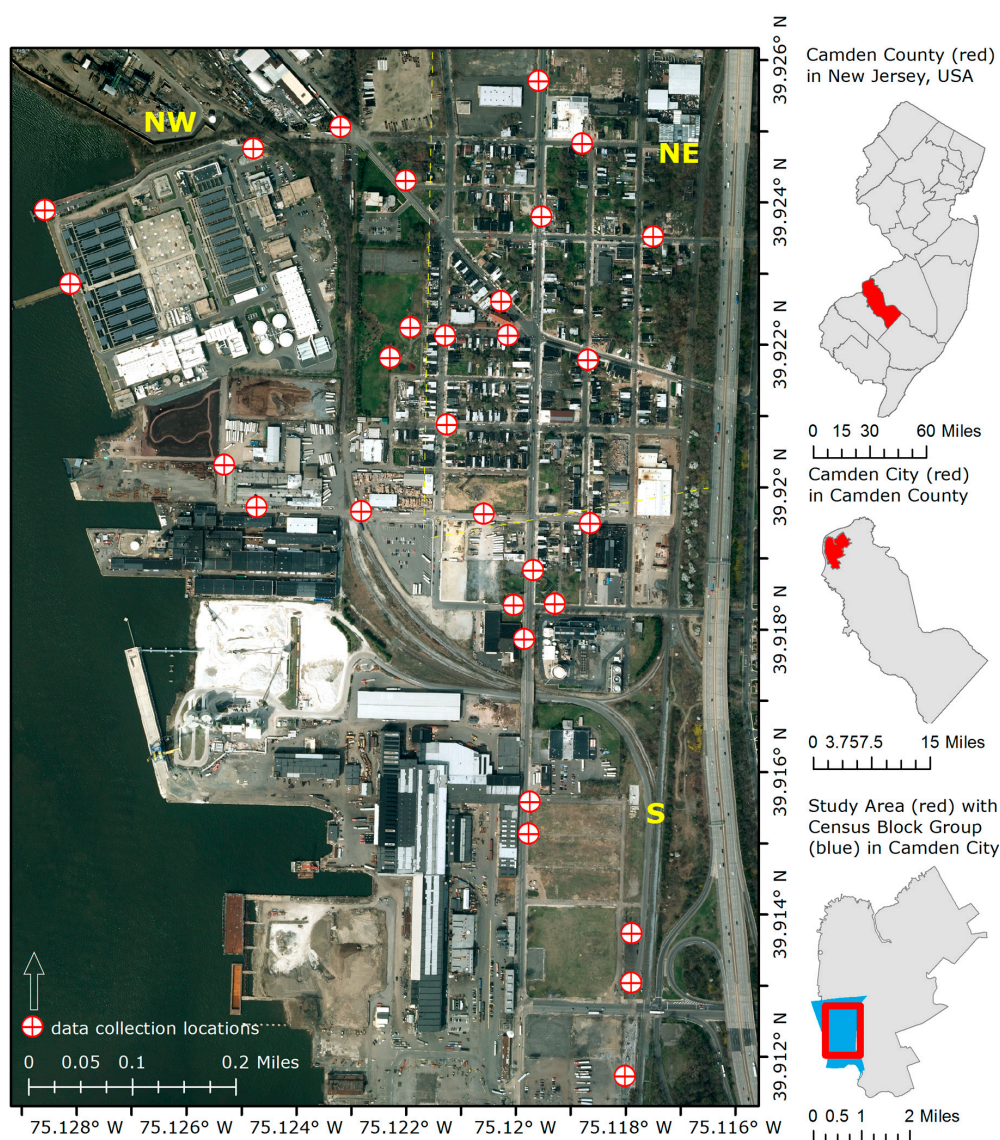 NW
NE
S
data collection locations
0 0.05 0.1 0.2 Miles
75.128° W 75.126° W 75.124° W 75.122° W 75.120° W 75.118° W 75.116° W
39.926° N
39.924° N
39.922° N
39.92° N
39.918° N
39.916° N
39.914° N
39.912° N
Camden County (red)
in New Jersey, USA
0 15 30 60 Miles
Camden City (red)
in Camden County
0 3.757.5 15 Miles
Study Area (red) with
Census Block Group
(blue) in Camden City
0 0.5 1 2 Miles